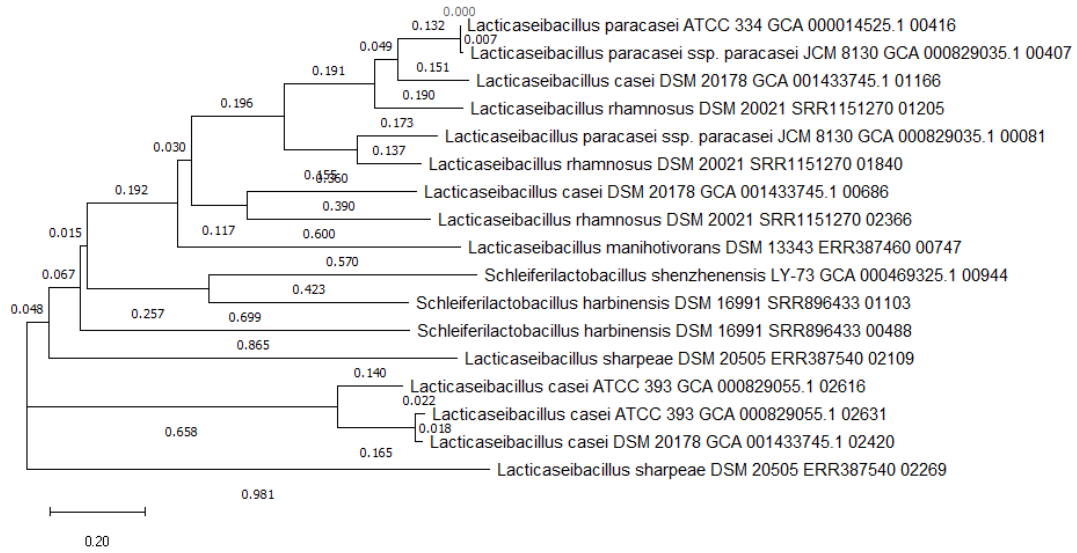 0.000
0.132 Lacticaseibacillus paracasei ATCC 334 GCA 000014525.1 00416
0.007
0.049 Lacticaseibacillus paracasei ssp. paracasei JCM 8130 GCA 000829035.1 00407
0.151
0.191 Lacticaseibacillus casei DSM 20178 GCA 001433745.1 01166
0.190
0.196 Lacticaseibacillus rhamnosus DSM 20021 SRR1151270 01205
0.173
Lacticaseibacillus paracasei ssp. paracasei JCM 8130 GCA 000829035.1 00081
0.030 0.137
Lacticaseibacillus rhamnosus DSM 20021 SRR1151270 01840
0.155
0.360
0.192 Lacticaseibacillus casei DSM 20178 GCA 001433745.1 00686
0.390
Lacticaseibacillus rhamnosus DSM 20021 SRR1151270 02366
0.015 0.117 0.600
Lacticaseibacillus manihotivorans DSM 13343 ERR387460 00747
0.570
0.067 Schleiferilactobacillus shenzhenensis LY-73 GCA 000469325.1 00944
0.423
0.048 Schleiferilactobacillus harbinensis DSM 16991 SRR896433 01103
0.257 0.699
Schleiferilactobacillus harbinensis DSM 16991 SRR896433 00488
0.865
Lacticaseibacillus sharpeae DSM 20505 ERR387540 02109
0.140
Lacticaseibacillus casei ATCC 393 GCA 000829055.1 02616
0.022
Lacticaseibacillus casei ATCC 393 GCA 000829055.1 02631
0.018
0.658 Lacticaseibacillus casei DSM 20178 GCA 001433745.1 02420
0.165
Lacticaseibacillus sharpeae DSM 20505 ERR387540 02269
0.981
0.20